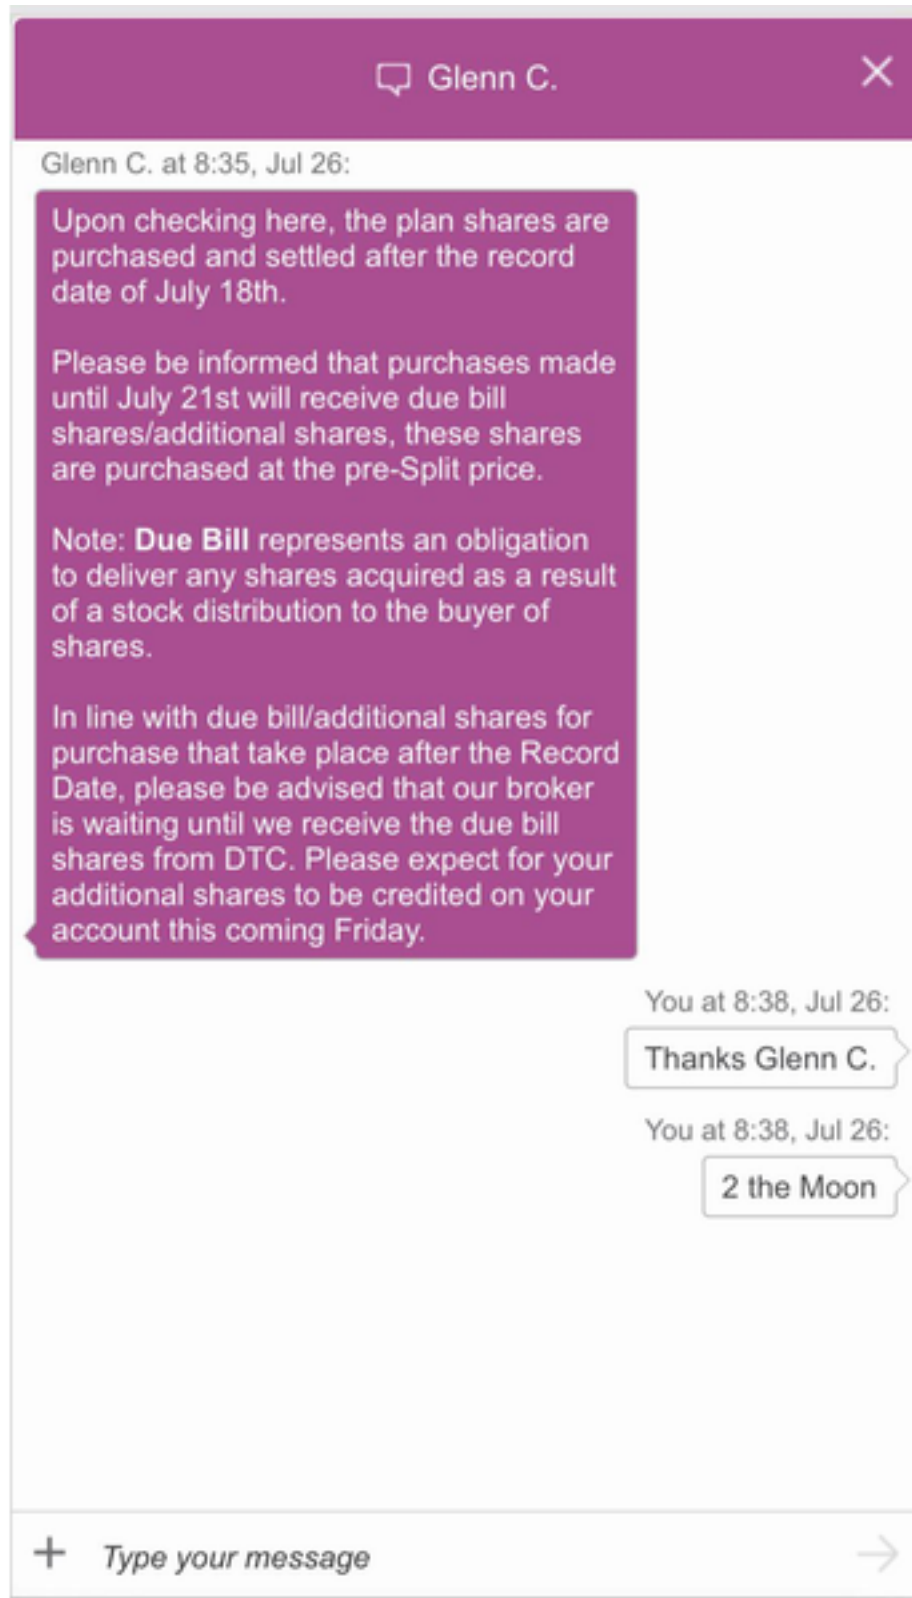 Glenn C.
Glenn C. at 8:35, Jul 26:
Upon checking here, the plan shares are
purchased and settled after the record
date of July 18th.
Please be informed that purchases made
until July 21st will receive due bill
shares/additional shares, these shares
are purchased at the pre-Split price.
Note: Due Bill represents an obligation
to deliver any shares acquired as a result
of a stock distribution to the buyer of
shares.
In line with due bill/additional shares for
purchase that take place after the Record
Date, please be advised that our broker
is waiting until we receive the due bill
shares from DTC. Please expect for your
additional shares to be credited on your
account this coming Friday.
You at 8:38, Jul 26:
Thanks Glenn C.
You at 8:38, Jul 26:
2 the Moon
Type your message